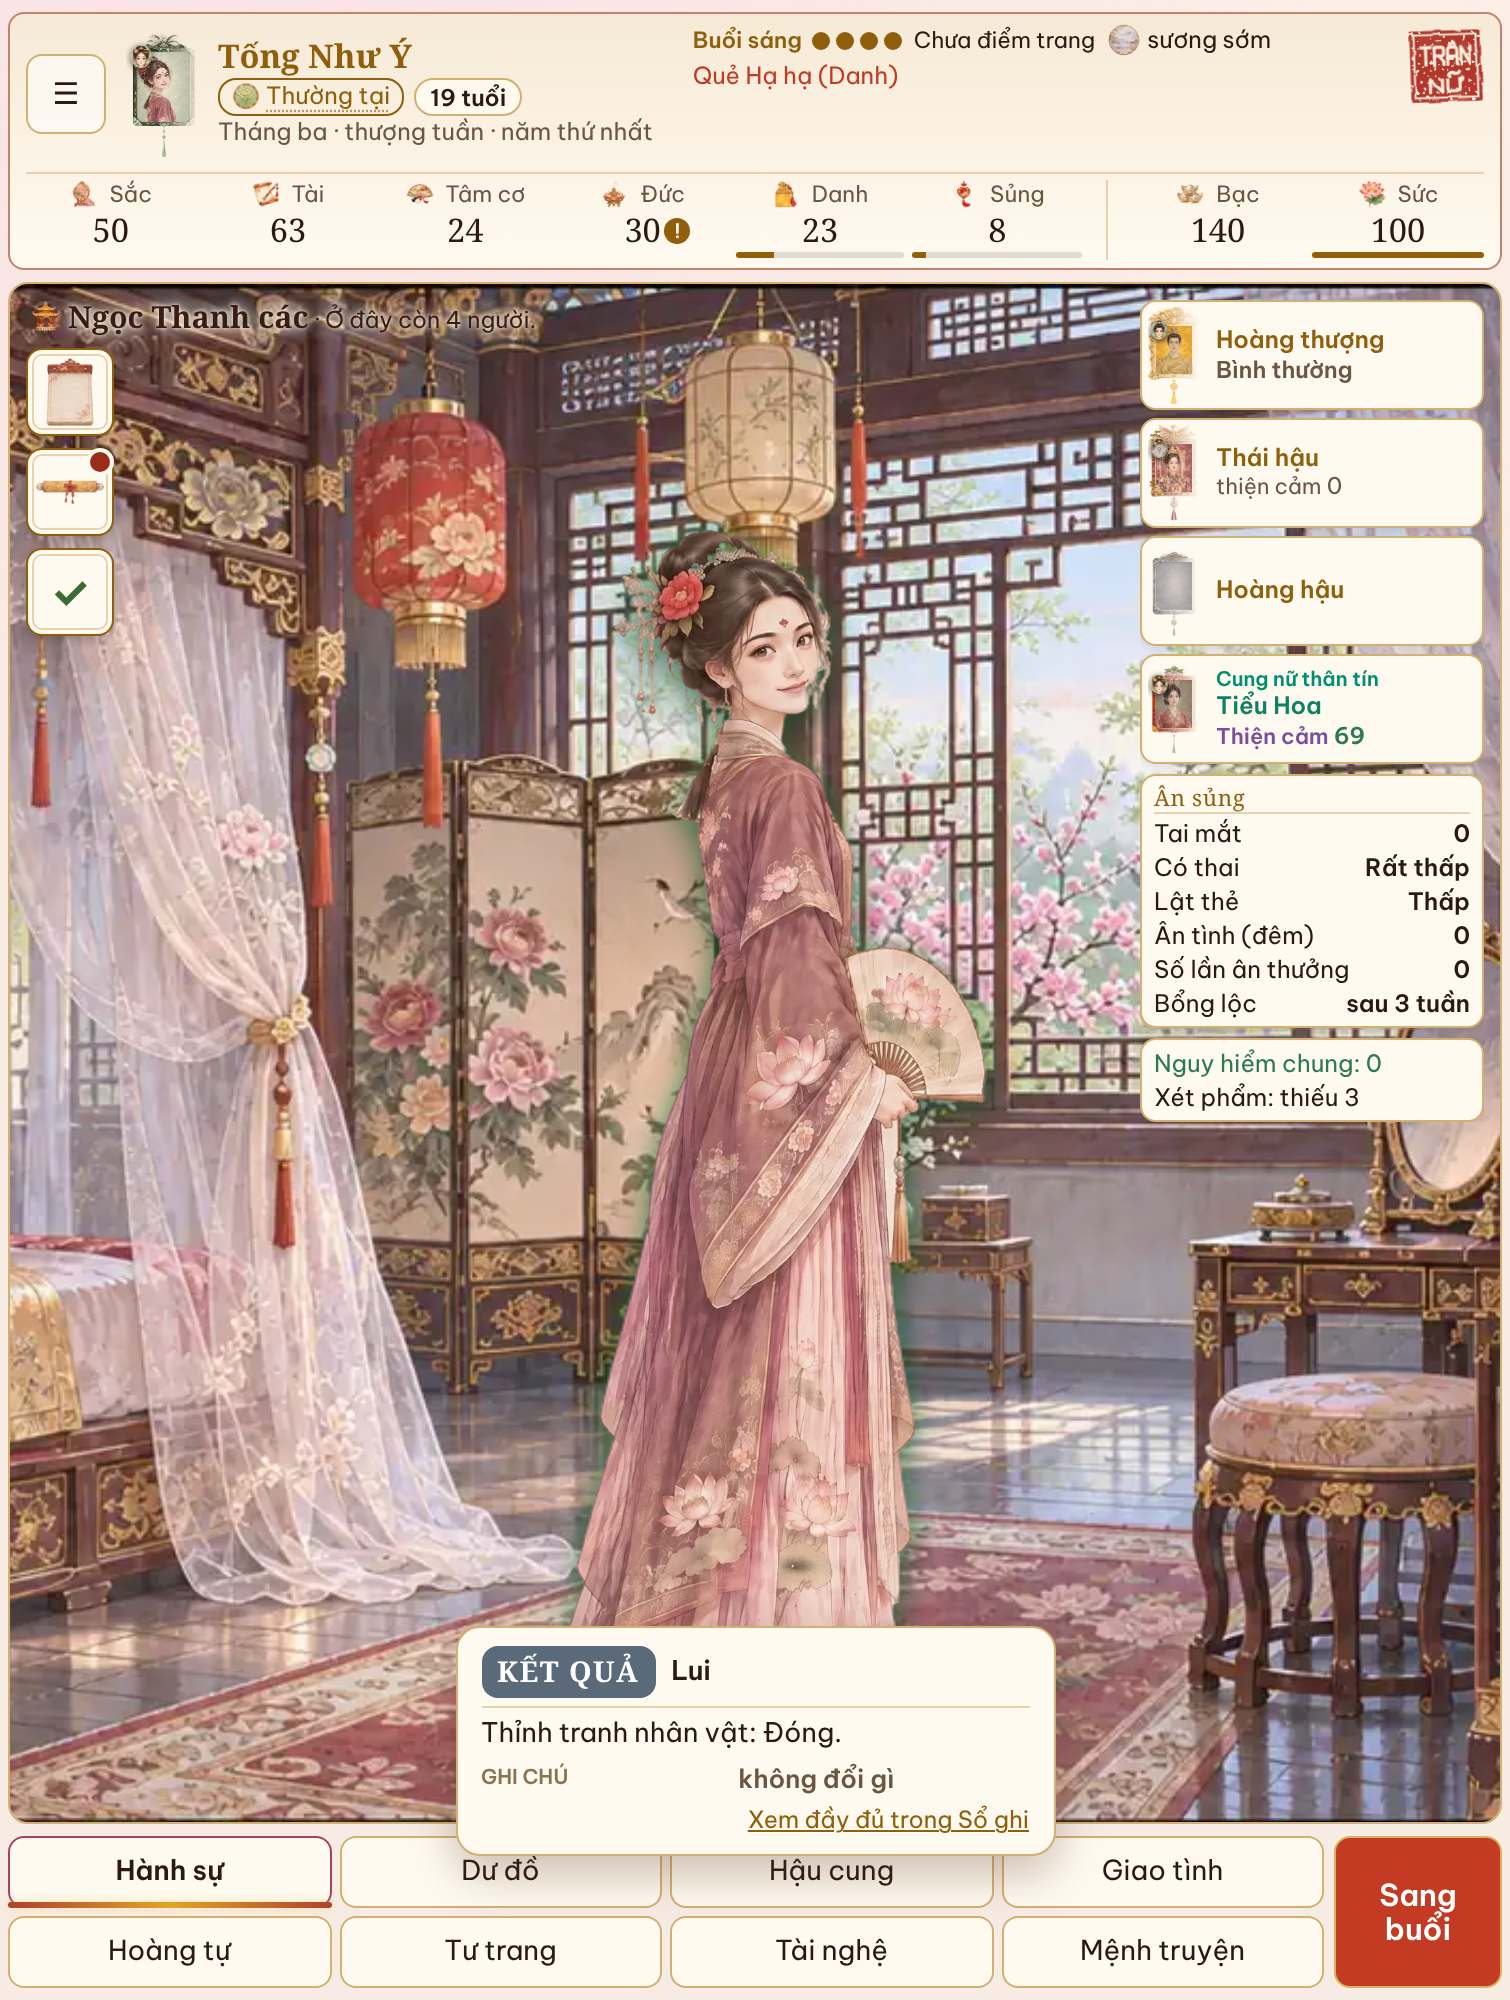 Tống Như Ý
Thường tại
19 tuổi
Tháng ba · thượng tuần · năm thứ nhất
Buổi sáng
Chưa điểm trang
sương sớm
Quẻ Hạ hạ (Danh)
TRÂN NỮ
Sắc
50
Tài
63
Tâm cơ
24
Đức
30
!
Danh
23
Sủng
8
Bạc
140
Sức
100
Ngọc Thanh các · Ở đây còn 4 người.
Hoàng thượng
Bình thường
Thái hậu
thiện cảm 0
Hoàng hậu
Cung nữ thân tín
Tiểu Hoa
Thiện cảm 69
Ân sủng
Tai mắt 0
Có thai Rất thấp
Lật thẻ Thấp
Ân tình (đêm) 0
Số lần ân thưởng 0
Bổng lộc sau 3 tuần
Nguy hiểm chung: 0
Xét phẩm: thiếu 3
KẾT QUẢ Lui
Thỉnh tranh nhân vật: Đóng.
GHI CHÚ không đổi gì
Xem đầy đủ trong Sổ ghi
Hành sự
Dư đồ
Hậu cung
Giao tình
Sang buổi
Hoàng tự
Tư trang
Tài nghệ
Mệnh truyện